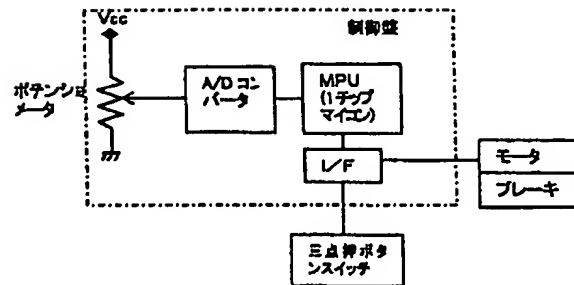 Vcc
制御盤
ポテンショ
メータ
A/Dコン
バータ
MPU
(1チップ
マイコン)
I/F
モータ
ブレーキ
三点押ボタ
ンスイッチ